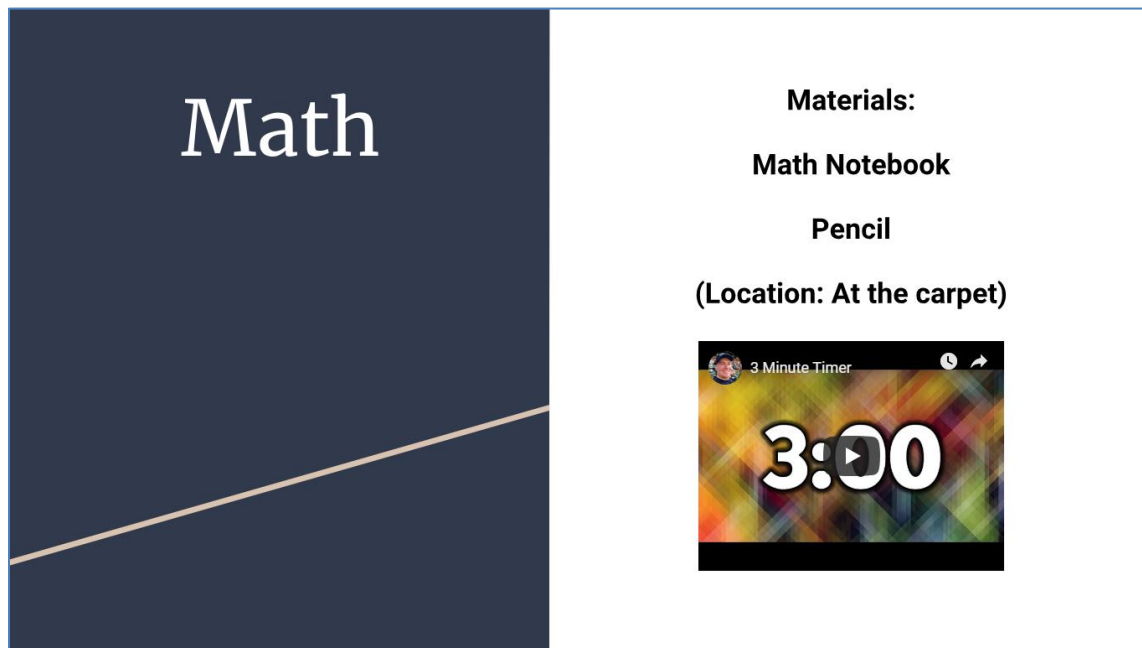 Math
Materials:
Math Notebook
Pencil
(Location: At the carpet)
3 Minute Timer
3:00